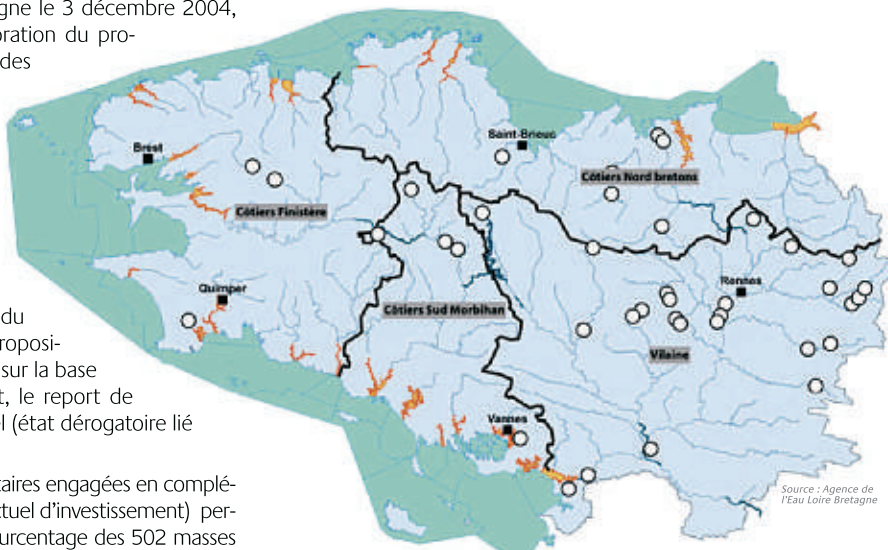 gne le 3 décembre 2004,
oration du pro-
des
du
roposi-
sur la base
t, le report de
el (état dérogatoire lié
taires engagées en complé-
ctuel d'investissement) per-
urcentage des 502 masses
Brest
Saint-Brieuc
Côtiers Nord bretons
Côtiers Finistère
Quimper
Côtiers Sud Morbihan
Rennes
Vilaine
Vannes
Source : Agence de
l'Eau Loire Bretagne